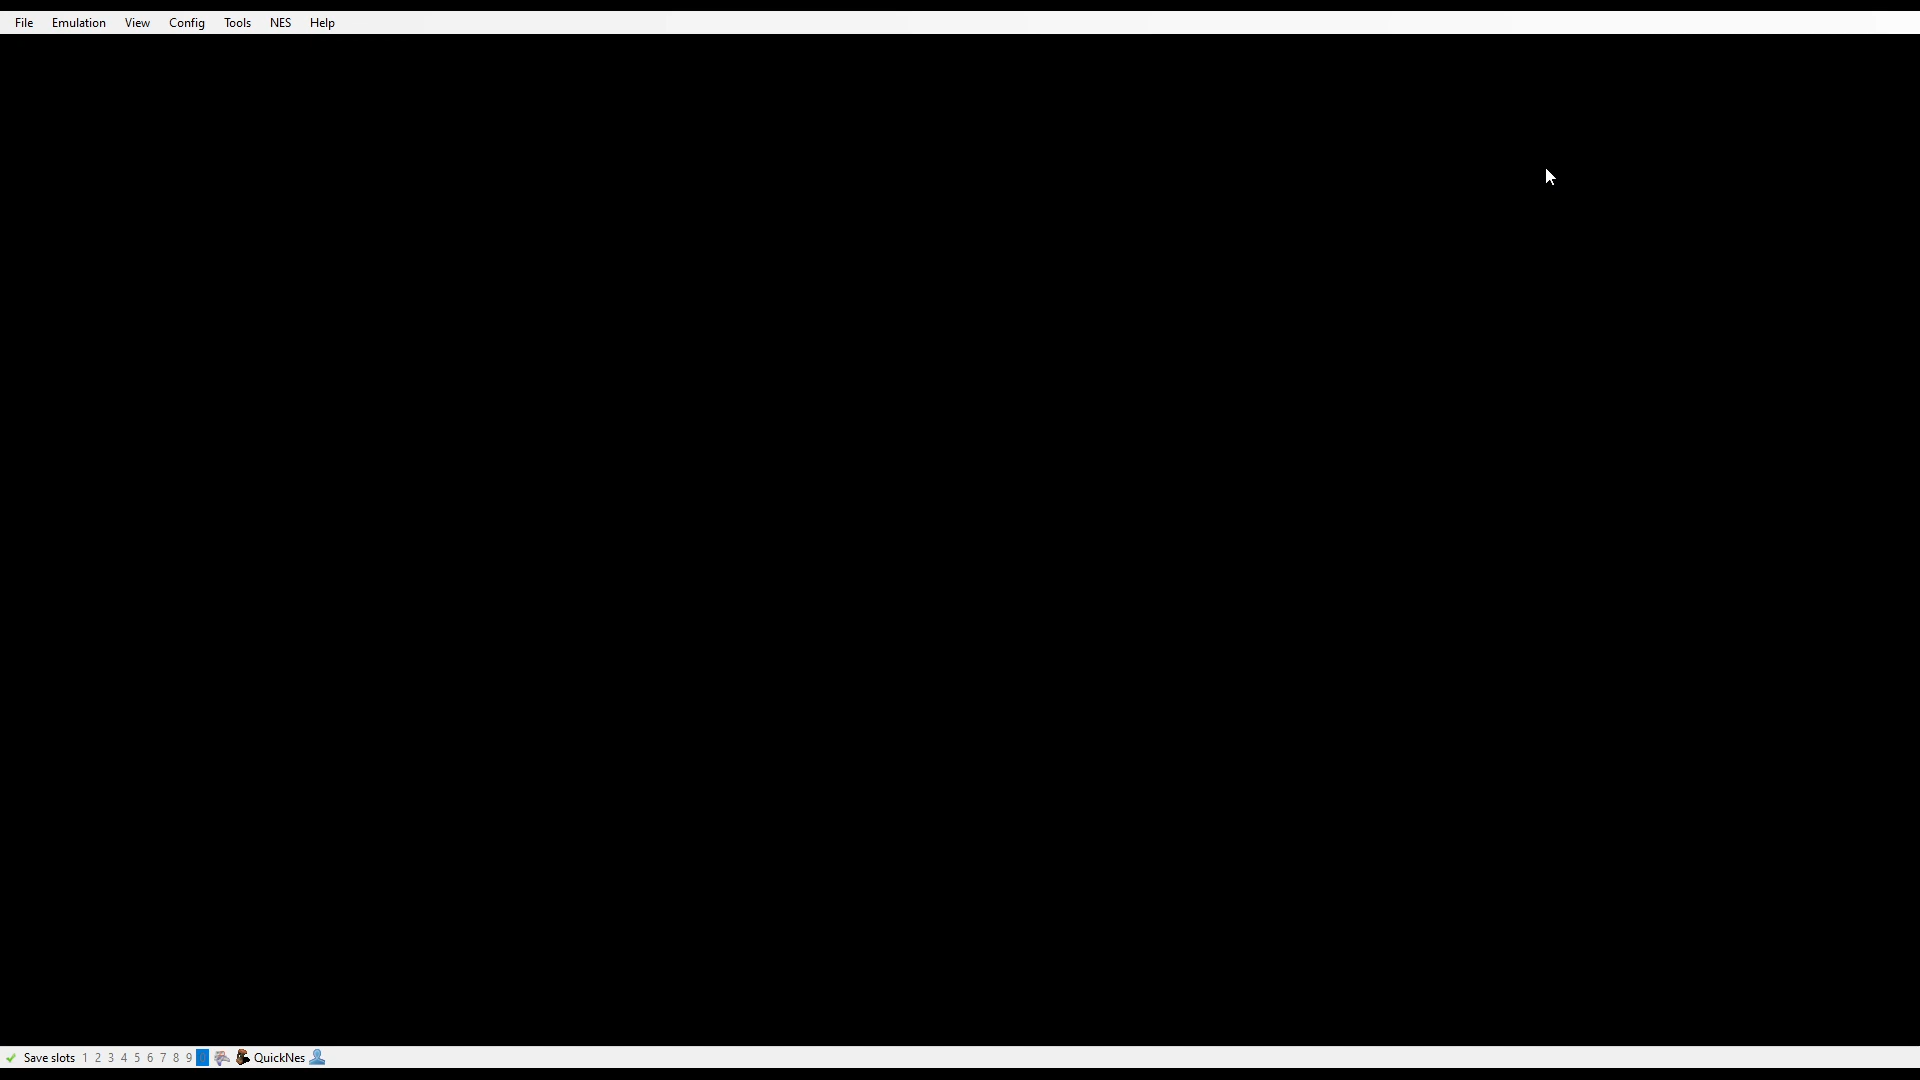 File Emulation View Config Tools NES Help
Save slots 1 2 3 4 5 6 7 8 9 0 QuickNes